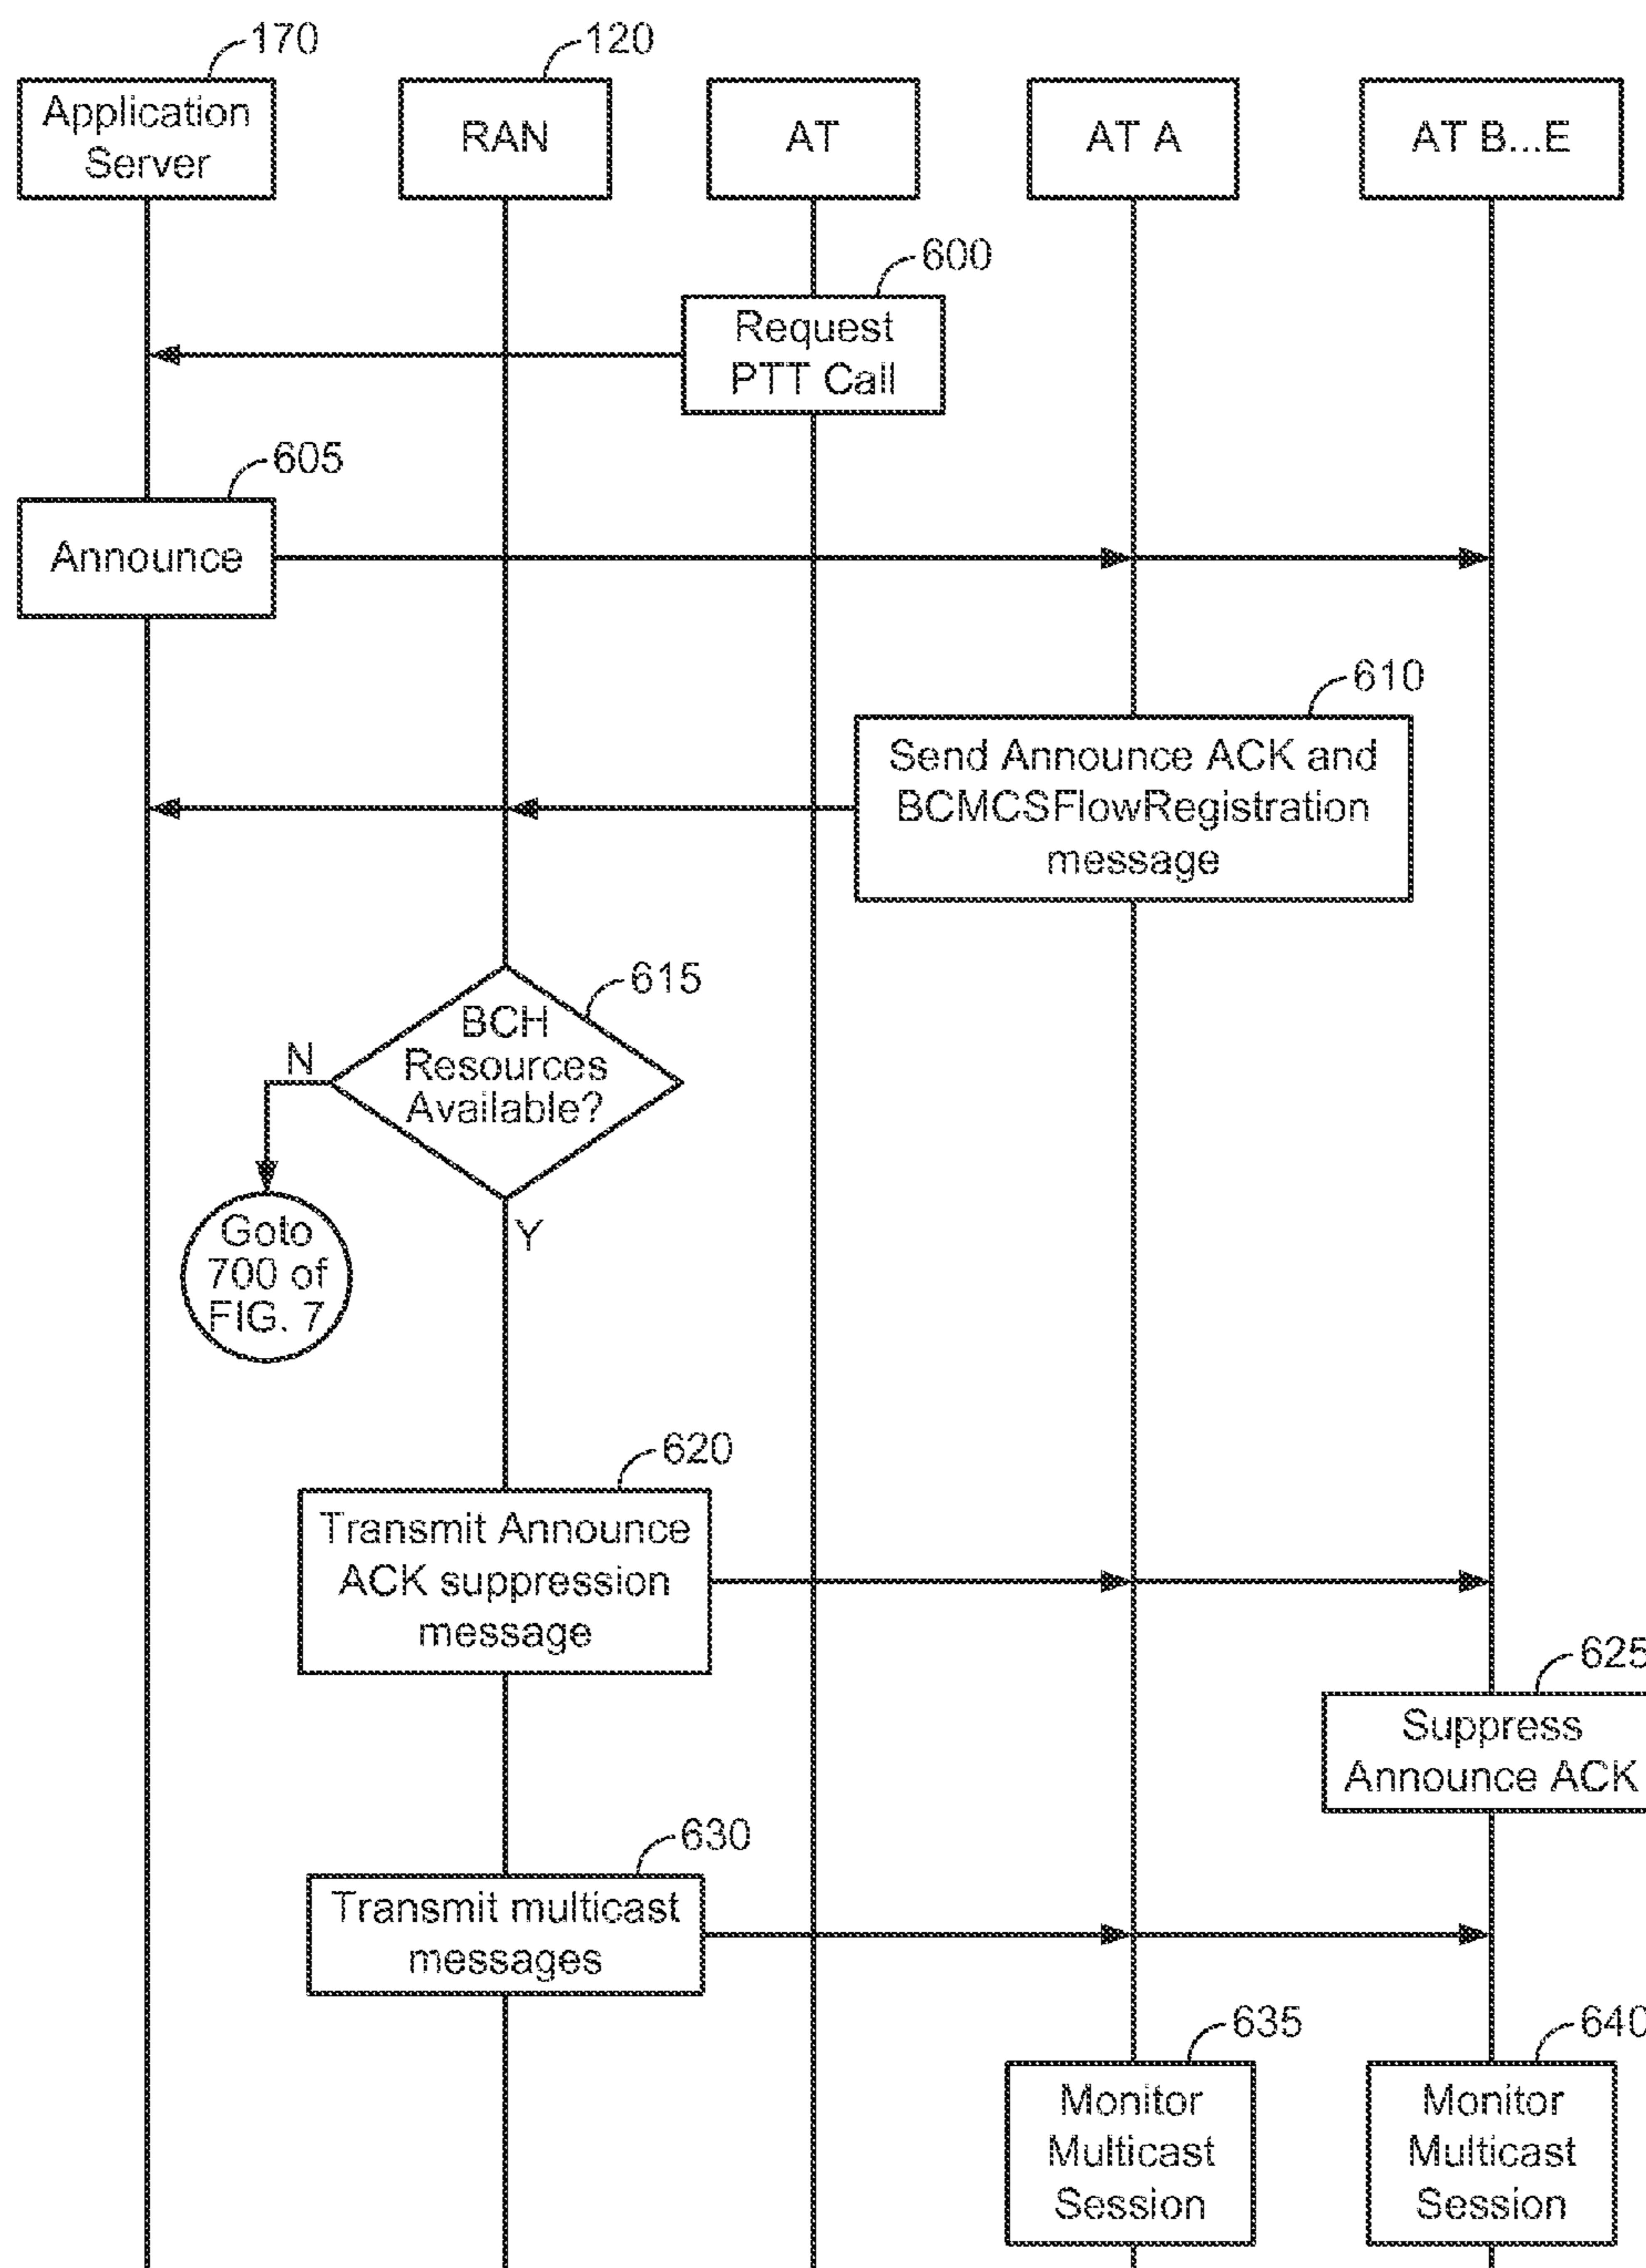 170
120
Application
Server
RAN
AT
AT A
AT B...E
600
Request
PTT Call
605
Announce
610
Send Announce ACK and
BCMCSFlowRegistration
message
615
BCH
Resources
Available?
N
Y
Goto
700 of
FIG. 7
620
Transmit Announce
ACK suppression
message
625
Suppress
Announce ACK
630
Transmit multicast
messages
635
Monitor
Multicast
Session
640
Monitor
Multicast
Session